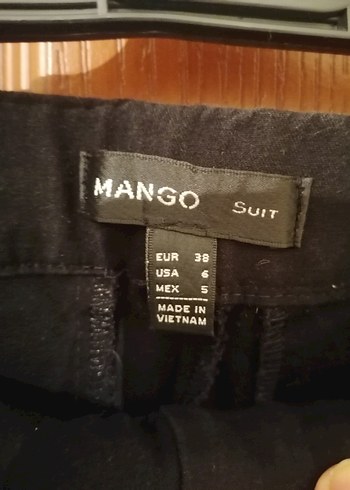 MANGO SUIT
EUR 38
USA 6
MEX 5
MADE IN
VIETNAM